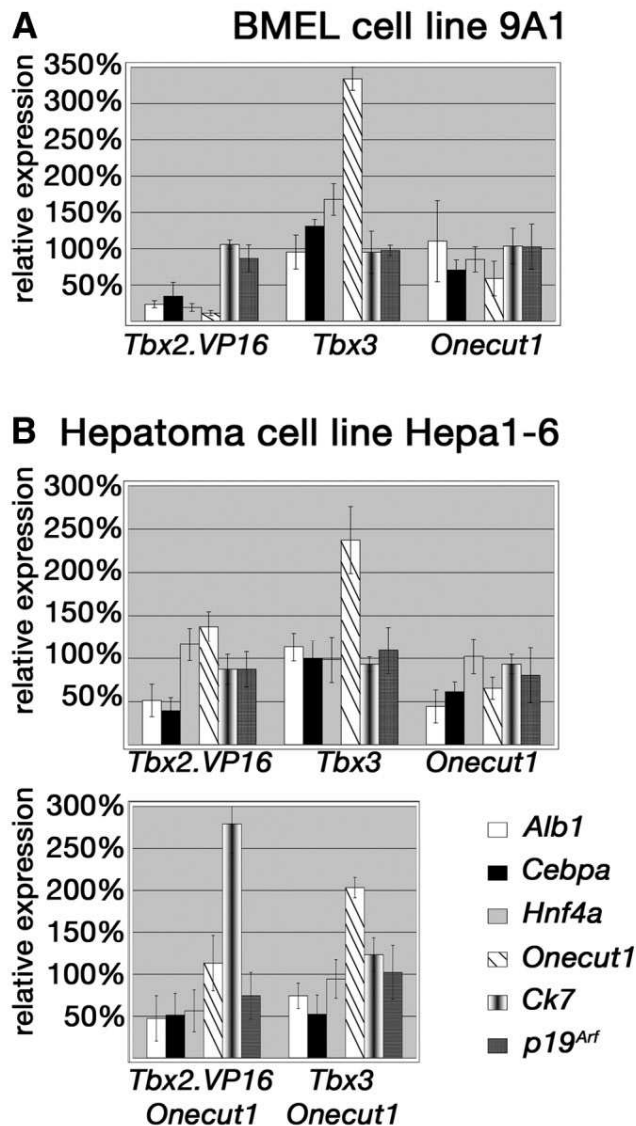 A BMEL cell line 9A1
relative expression
350%
300%
250%
200%
150%
100%
50%
Tbx2.VP16 Tbx3 Onecut1
B Hepatoma cell line Hepa1-6
relative expression
300%
250%
200%
150%
100%
50%
Tbx2.VP16 Tbx3 Onecut1
relative expression
300%
250%
200%
150%
100%
50%
Tbx2.VP16 Tbx3
Onecut1 Onecut1
Alb1
Cebpa
Hnf4a
Onecut1
Ck7
p19Arf